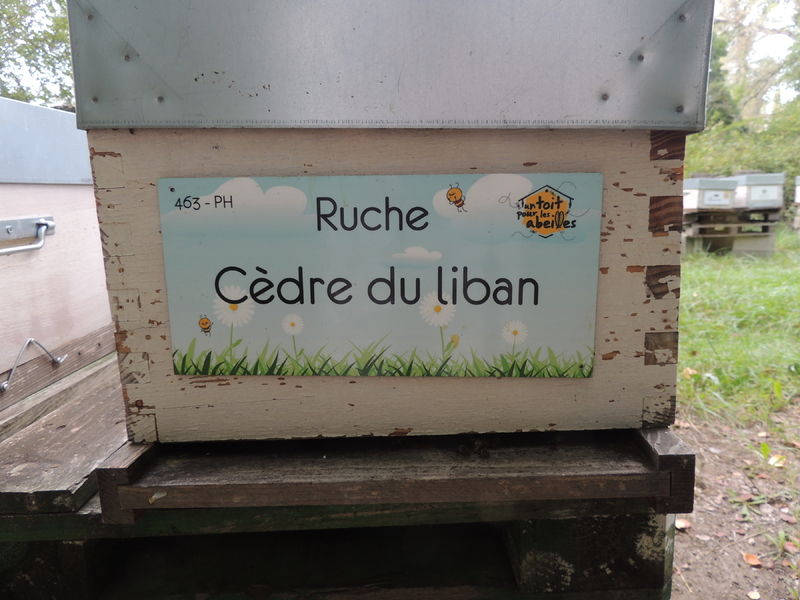 463 - PH
Ruche
un toit
pour les
abeilles
Cèdre du liban